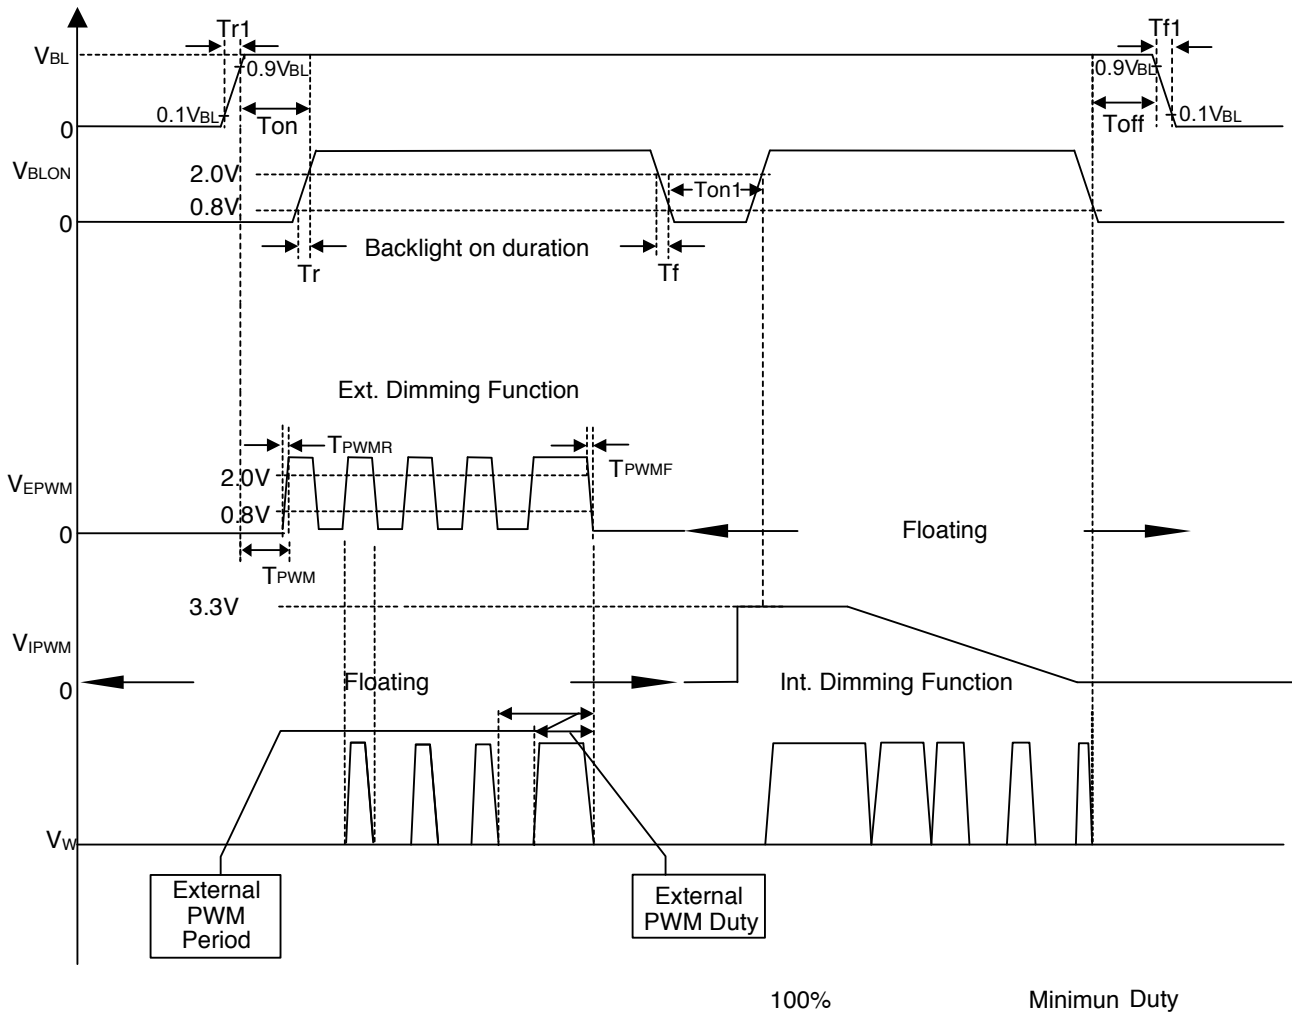 Tr1
Tf1
VBL
0.9VBL
0.9VBL
0.1VBL
0.1VBL
Ton
Toff
0
VBLON
2.0V
Ton1
0.8V
0
Backlight on duration
Tr
Tf
Ext. Dimming Function
TPWMR
TPWMF
2.0V
VEPWM
0.8V
0
Floating
TPWM
3.3V
VIPWM
0
Floating
Int. Dimming Function
VW
External
PWM
Period
External
PWM Duty
100%
Minimun Duty